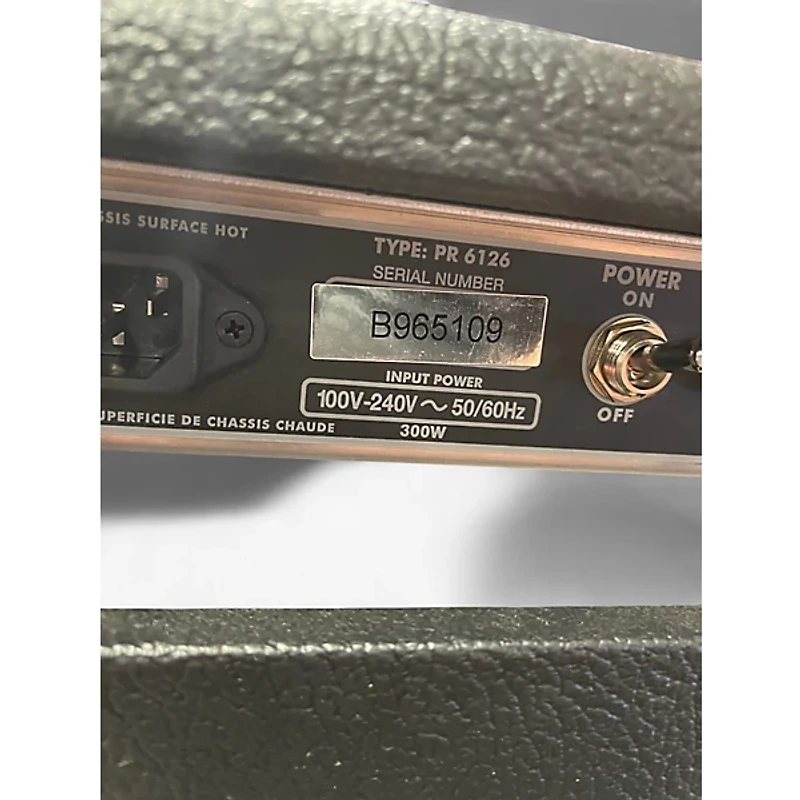 SSIS SURFACE HOT
TYPE: PR 6126
SERIAL NUMBER
B965109
POWER
ON
OFF
INPUT POWER
100V-240V～50/60Hz
300W
UPERFICIE DE CHASSIS CHAUDE